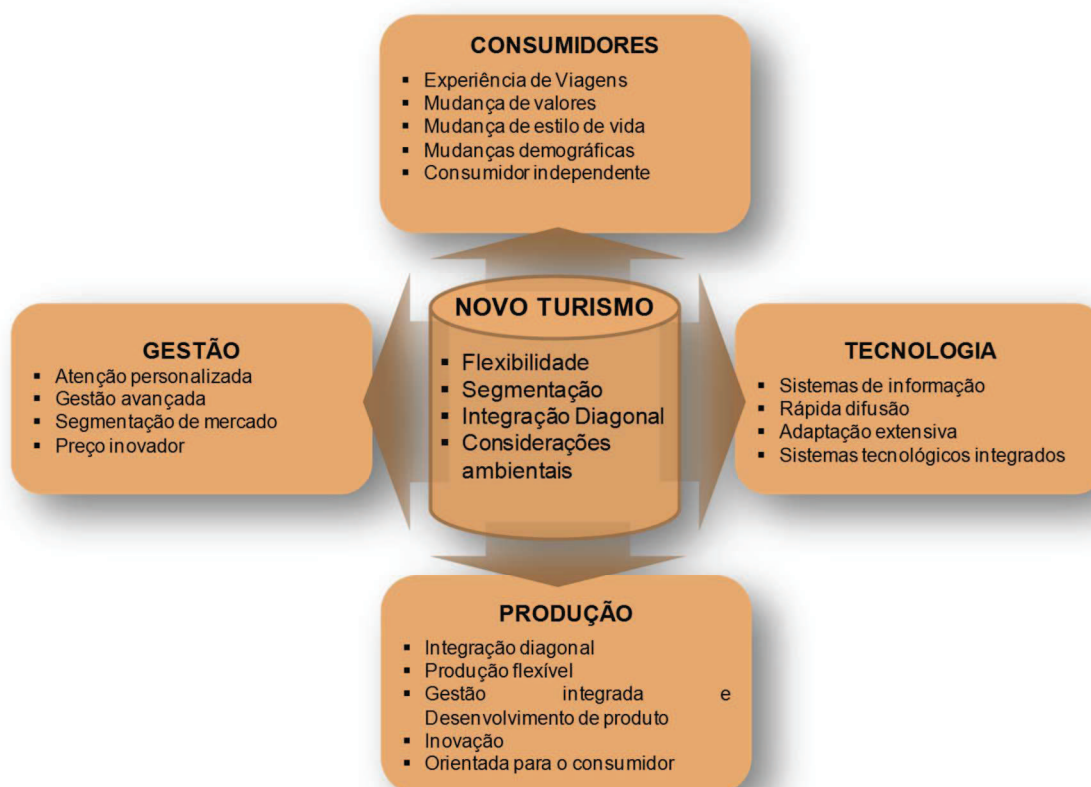 CONSUMIDORES
▪ Experiência de Viagens
▪ Mudança de valores
▪ Mudança de estilo de vida
▪ Mudanças demográficas
▪ Consumidor independente
GESTÃO
▪ Atenção personalizada
▪ Gestão avançada
▪ Segmentação de mercado
▪ Preço inovador
NOVO TURISMO
▪ Flexibilidade
▪ Segmentação
▪ Integração Diagonal
▪ Considerações
ambientais
TECNOLOGIA
▪ Sistemas de informação
▪ Rápida difusão
▪ Adaptação extensiva
▪ Sistemas tecnológicos integrados
PRODUÇÃO
▪ Integração diagonal
▪ Produção flexível
▪ Gestão integrada e
Desenvolvimento de produto
▪ Inovação
▪ Orientada para o consumidor